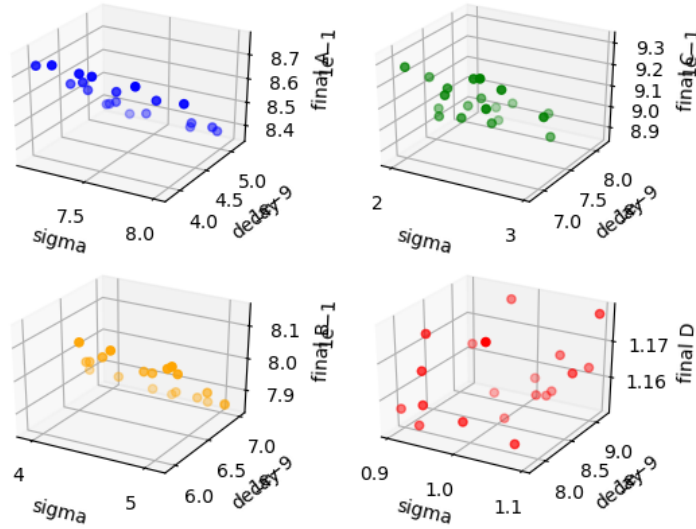 8.7
8.6
8.5
8.4
final A
1e−1
5.0
4.5
4.0
decay
1e−9
7.5
8.0
sigma
9.3
9.2
9.1
9.0
8.9
final C
1e−1
8.0
7.5
7.0
decay
1e−9
2
3
sigma
8.1
8.0
7.9
final B
1e−1
7.0
6.5
6.0
decay
1e−9
4
5
sigma
1.17
1.16
final D
9.0
8.5
8.0
decay
1e−9
0.9
1.0
1.1
sigma